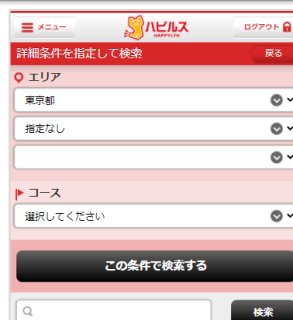 メニュー
ハピルス
HAPPYLUS
ログアウト
詳細条件を指定して検索
戻る
エリア
東京都
指定なし
コース
選択してください
この条件で検索する
検索